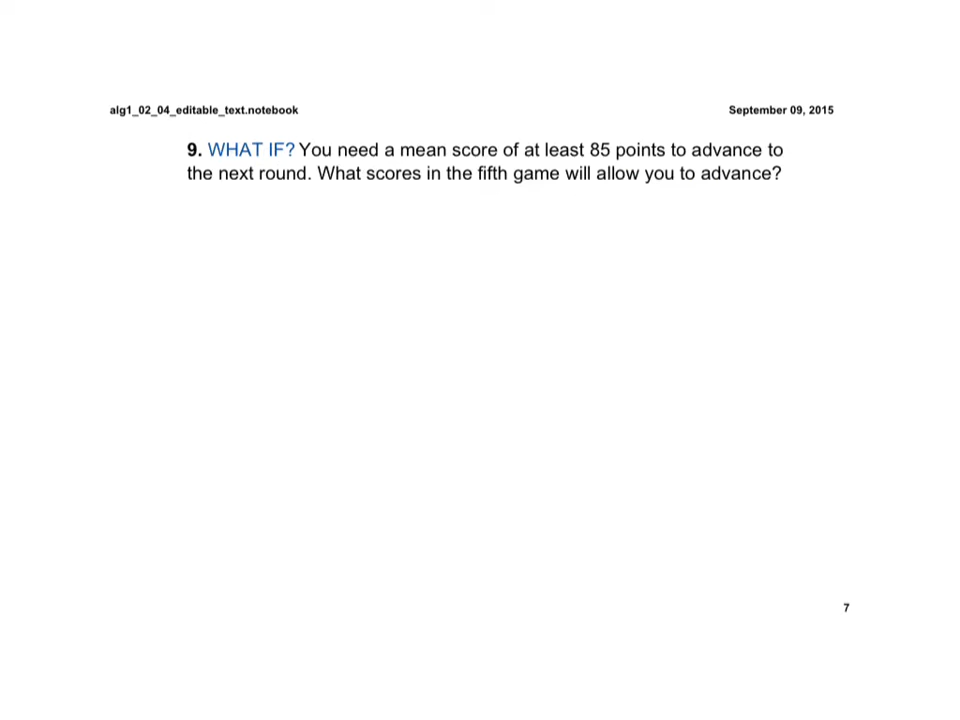 alg1_02_04_editable_text.notebook September 09, 2015
9. WHAT IF? You need a mean score of at least 85 points to advance to
the next round. What scores in the fifth game will allow you to advance?
7